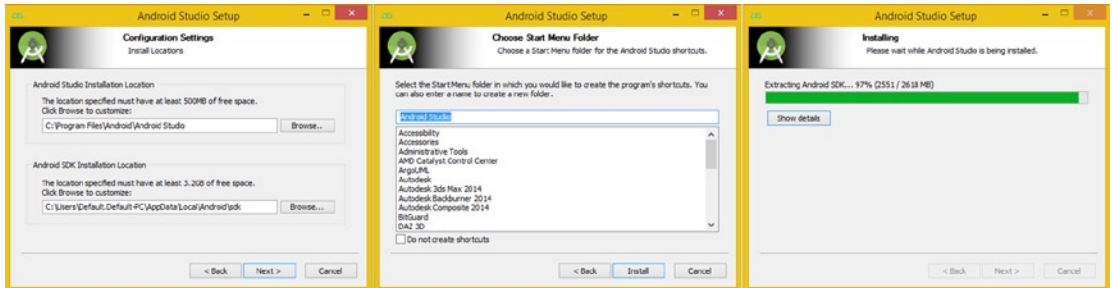 Android Studio Setup
Configuration Settings
Install Locations
Android Studio Installation Location
The location specified must have at least 500MB of free space.
Click Browse to customize:
C:\Program Files\Android\Android Studio
Browse...
Android SDK Installation Location
The location specified must have at least 3.2GB of free space.
Click Browse to customize:
C:\Users\Default.Default-PC\AppData\Local\Android\sdk
Browse...
< Back
Next >
Cancel
Android Studio Setup
Choose Start Menu Folder
Choose a Start Menu folder for the Android Studio shortcuts.
Select the Start Menu folder in which you would like to create the program's shortcuts. You
can also enter a name to create a new folder.
Android Studio
Accessibility
Accessories
Administrative Tools
AMD Catalyst Control Center
ArgoUML
Autodesk
Autodesk 3ds Max 2014
Autodesk Backburner 2014
Autodesk Composite 2014
BitGuard
DAZ 3D
Do not create shortcuts
< Back
Install
Cancel
Android Studio Setup
Installing
Please wait while Android Studio is being installed.
Extracting Android SDK... 97% (2551 / 2618 MB)
Show details
< Back
Next >
Cancel